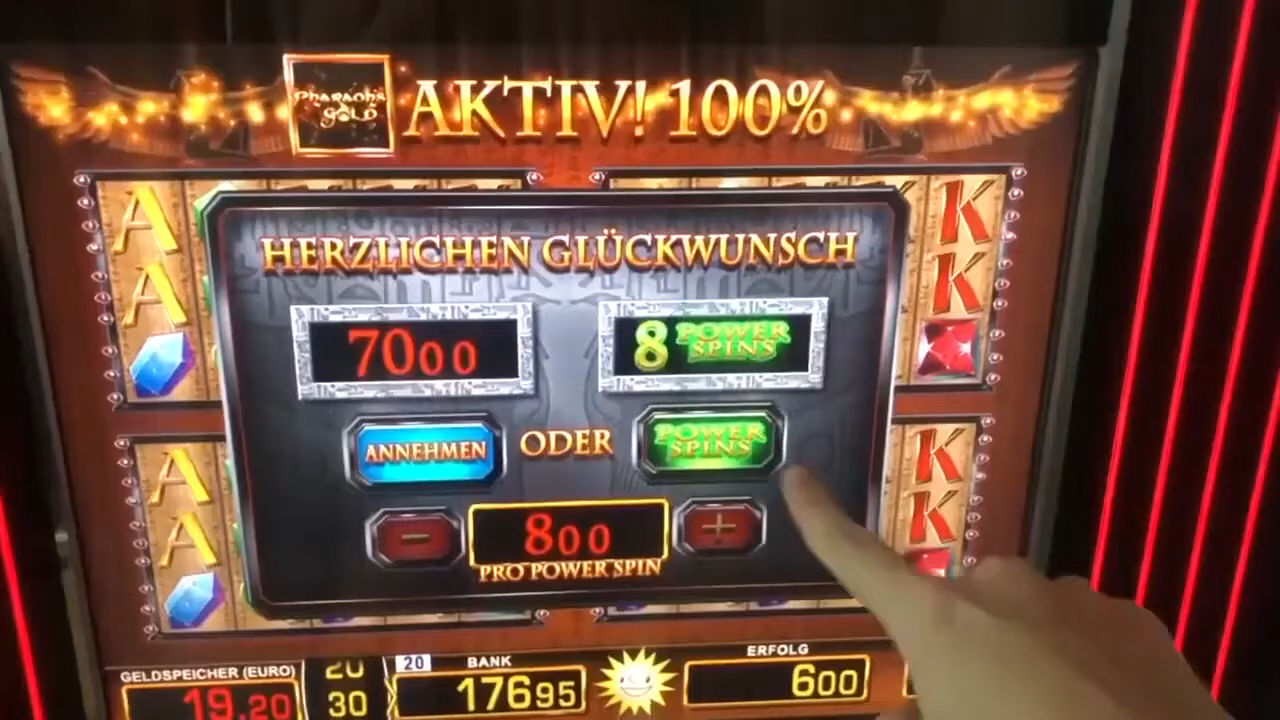 PHARAOH'S
GOLD
AKTIV! 100%
HERZLICHEN GLÜCKWUNSCH
7000
8 POWER SPINS
ANNEHMEN ODER POWER SPINS
- 800 +
PRO POWER SPIN
A
A
K
K
A
A
K
K
GELDSPEICHER (EURO)
19.20
20
30
20
BANK
17695
ERFOLG
600